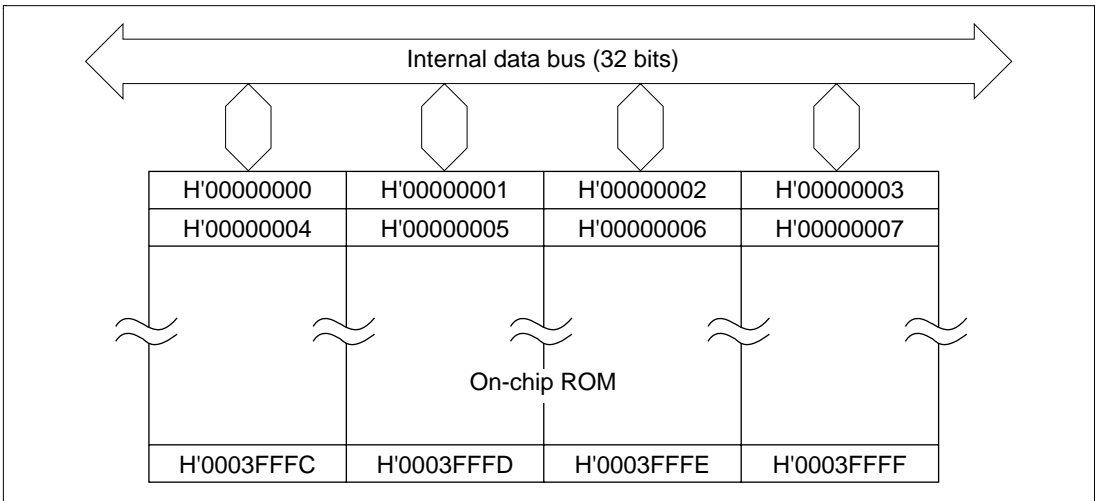 Internal data bus (32 bits)
H'00000000 H'00000001 H'00000002 H'00000003
H'00000004 H'00000005 H'00000006 H'00000007
On-chip ROM
H'0003FFFC H'0003FFFD H'0003FFFE H'0003FFFF